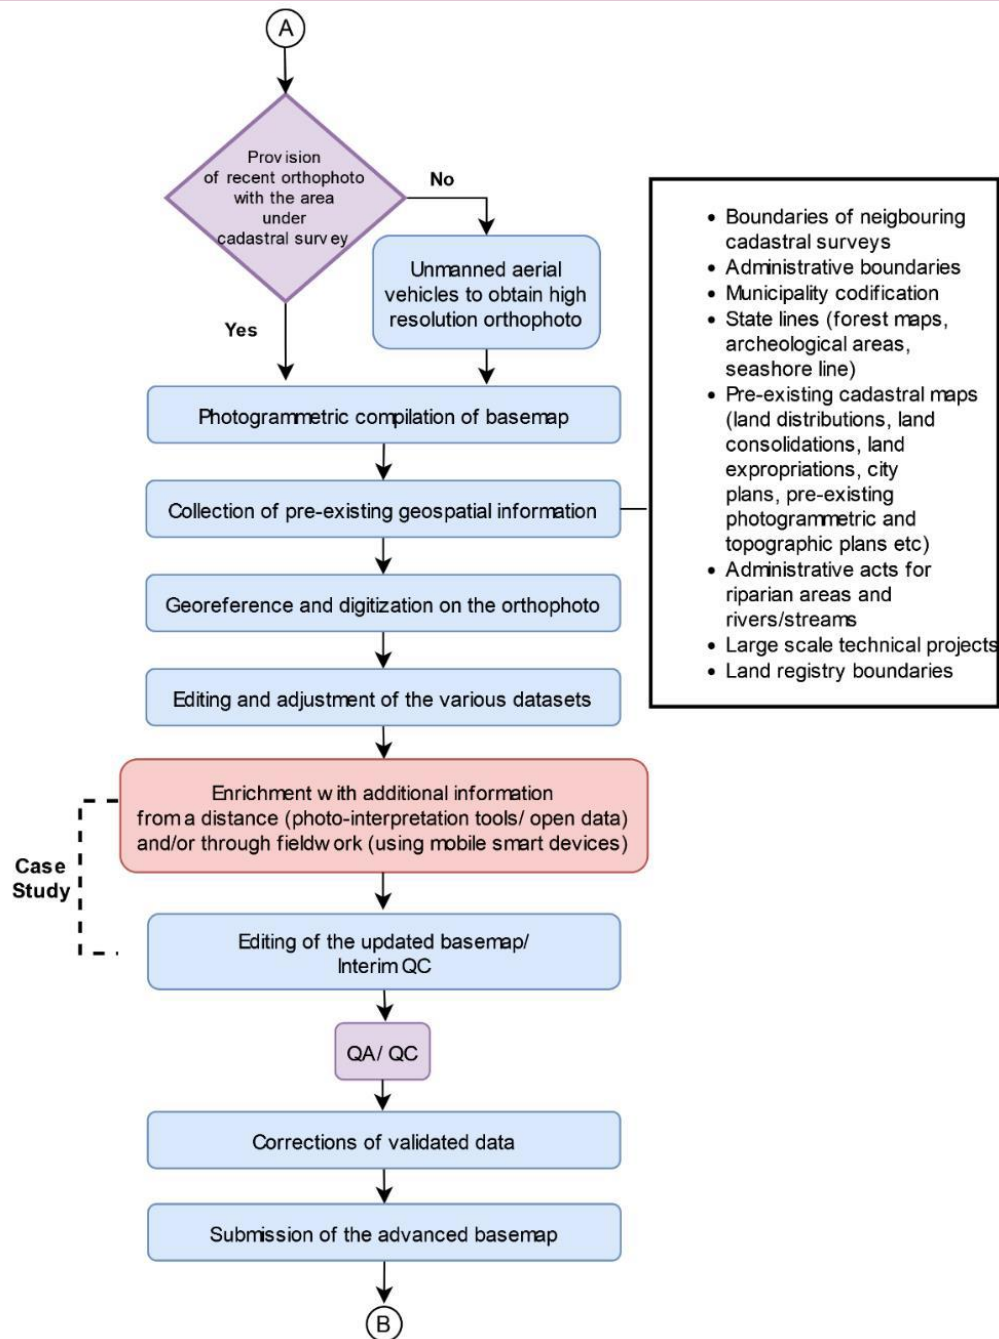 A
Provision
of recent orthophoto
with the area
under
cadastral survey
No
Yes
Unmanned aerial
vehicles to obtain high
resolution orthophoto
Photogrammetric compilation of basemap
Collection of pre-existing geospatial information
• Boundaries of neigbouring
cadastral surveys
• Administrative boundaries
• Municipality codification
• State lines (forest maps,
archeological areas,
seashore line)
• Pre-existing cadastral maps
(land distributions, land
consolidations, land
expropriations, city
plans, pre-existing
photogrammetric and
topographic plans etc)
• Administrative acts for
riparian areas and
rivers/streams
• Large scale technical projects
• Land registry boundaries
Georeference and digitization on the orthophoto
Editing and adjustment of the various datasets
Enrichment with additional information
from a distance (photo-interpretation tools/ open data)
and/or through fieldwork (using mobile smart devices)
Case
Study
Editing of the updated basemap/
Interim QC
QA/ QC
Corrections of validated data
Submission of the advanced basemap
B